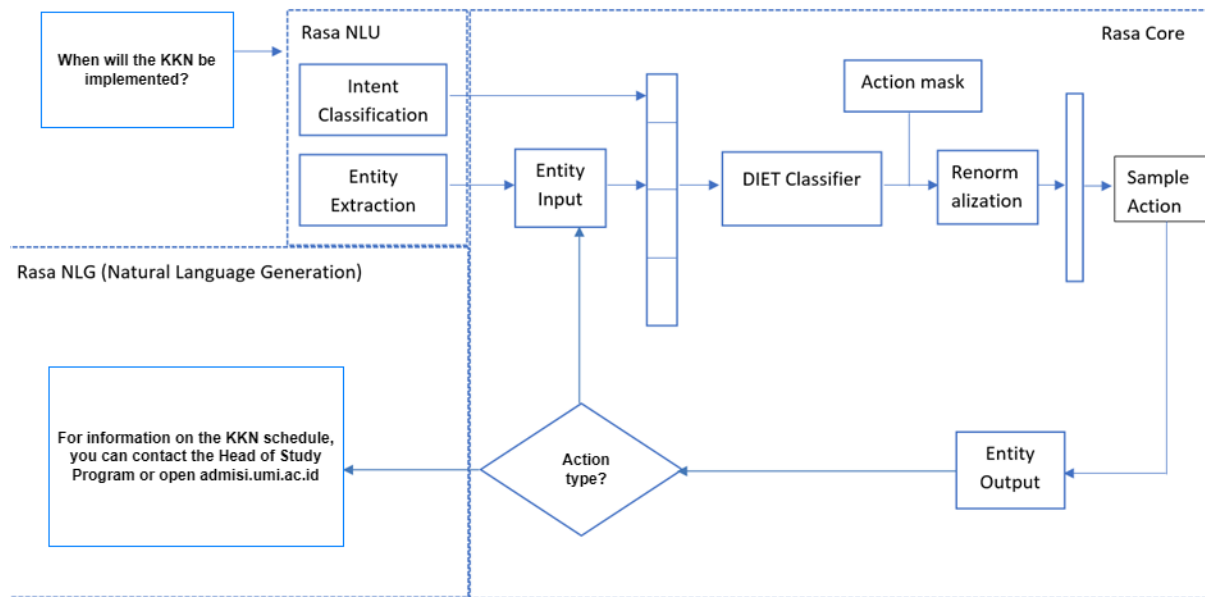 When will the KKN be
implemented?
Rasa NLU
Intent
Classification
Entity
Extraction
Rasa Core
Entity
Input
DIET Classifier
Action mask
Renorm
alization
Sample
Action
Rasa NLG (Natural Language Generation)
For information on the KKN schedule,
you can contact the Head of Study
Program or open admisi.umi.ac.id
Action
type?
Entity
Output